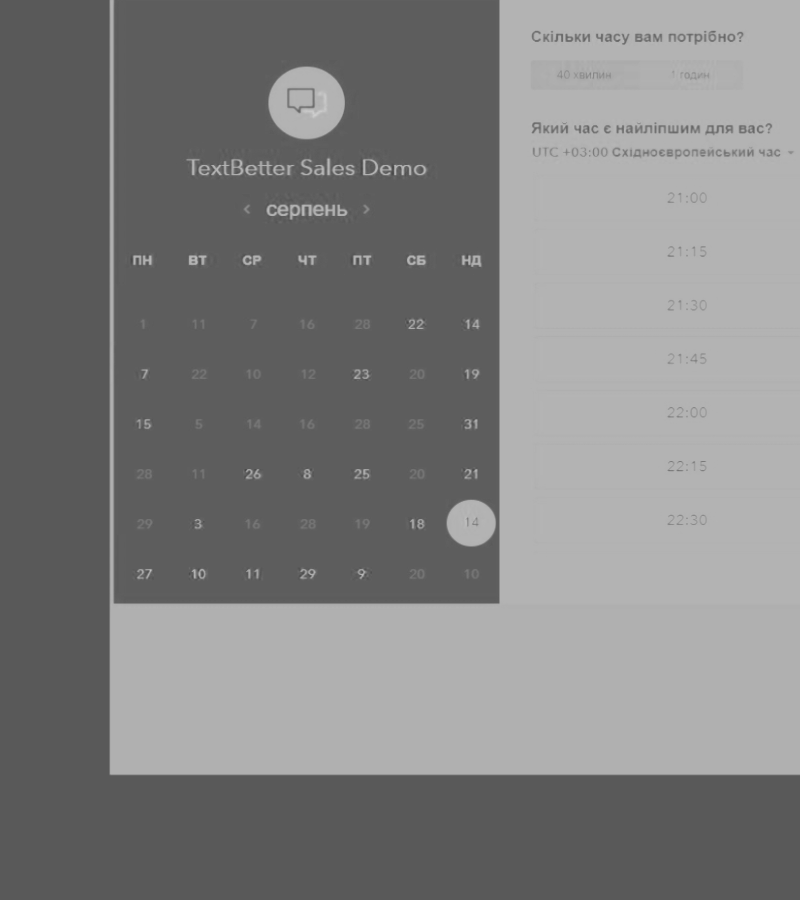 TextBetter Sales Demo
серпень
ПН ВТ СР ЧТ ПТ СБ НД
1 11 7 16 28 22 14
7 22 10 12 23 20 19
15 5 14 16 28 25 31
28 11 26 8 25 20 21
29 3 16 28 19 18 14
27 10 11 29 9 20 10
Скільки часу вам потрібно?
40 хвилин 1 годин
Який час є найліпшим для вас?
UTC +03:00 Східноєвропейський час
21:00
21:15
21:30
21:45
22:00
22:15
22:30